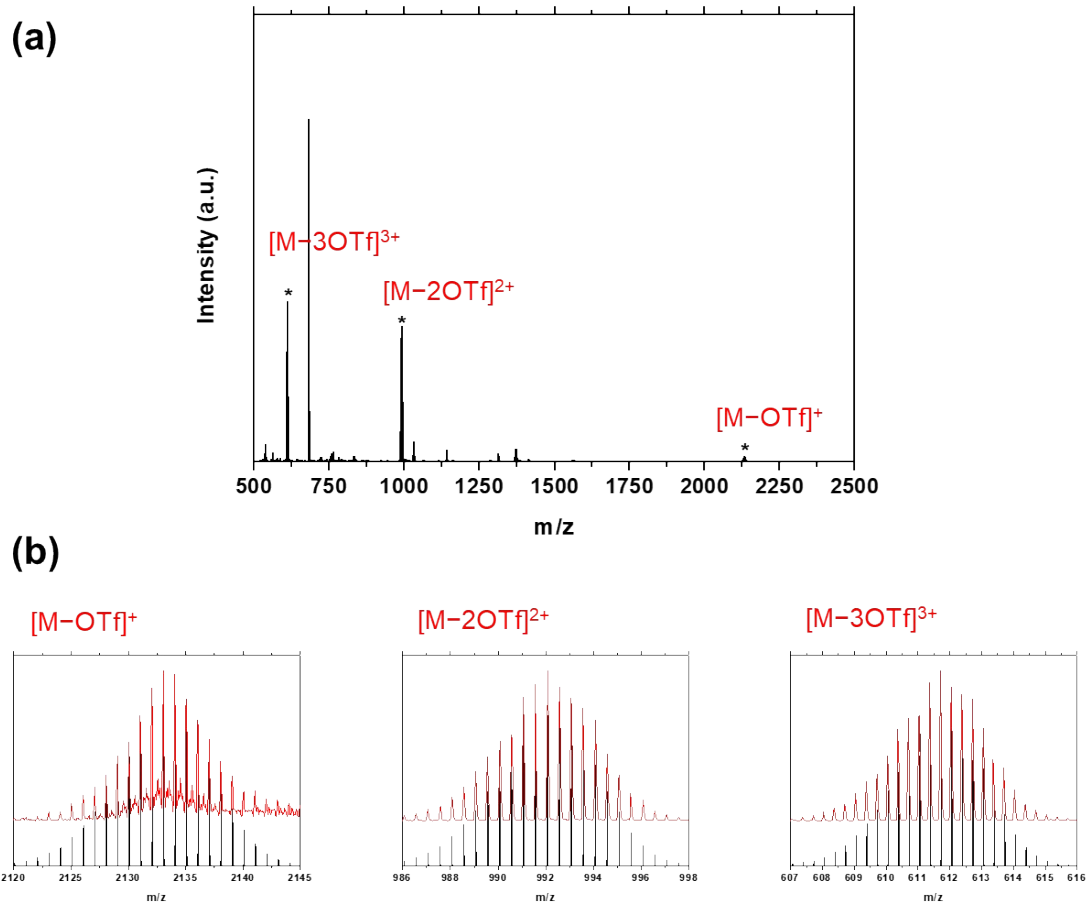 (a)
Intensity (a.u.)
[M−3OTf]³⁺
*
[M−2OTf]²⁺
*
[M−OTf]⁺
*
500 750 1000 1250 1500 1750 2000 2250 2500
m/z
(b)
[M−OTf]⁺
[M−2OTf]²⁺
[M−3OTf]³⁺
2120 2125 2130 2135 2140 2145
986 988 990 992 994 996 998
607 608 609 610 611 612 613 614 615 616
m/z
m/z
m/z